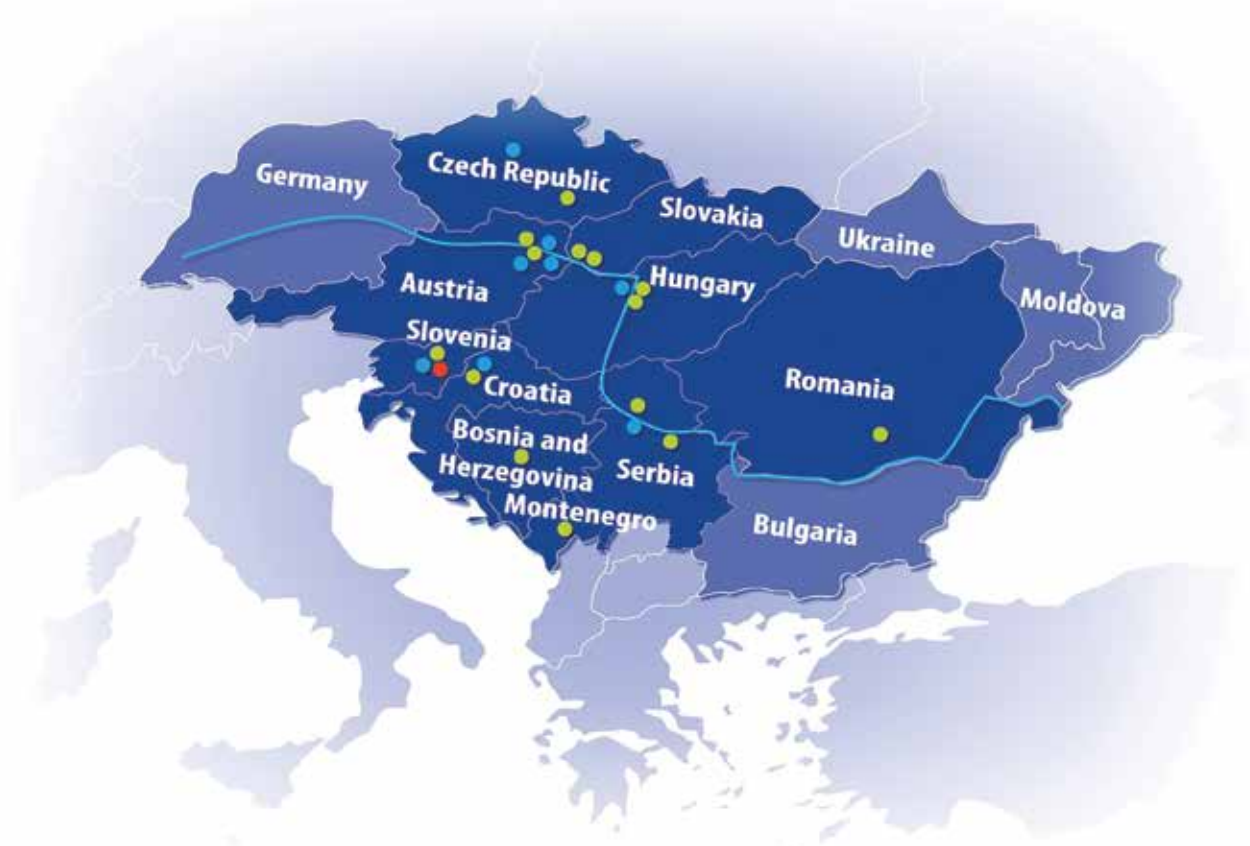 Germany
Czech Republic
Slovakia
Ukraine
Austria
Hungary
Moldova
Slovenia
Croatia
Romania
Bosnia and
Herzegovina
Serbia
Montenegro
Bulgaria